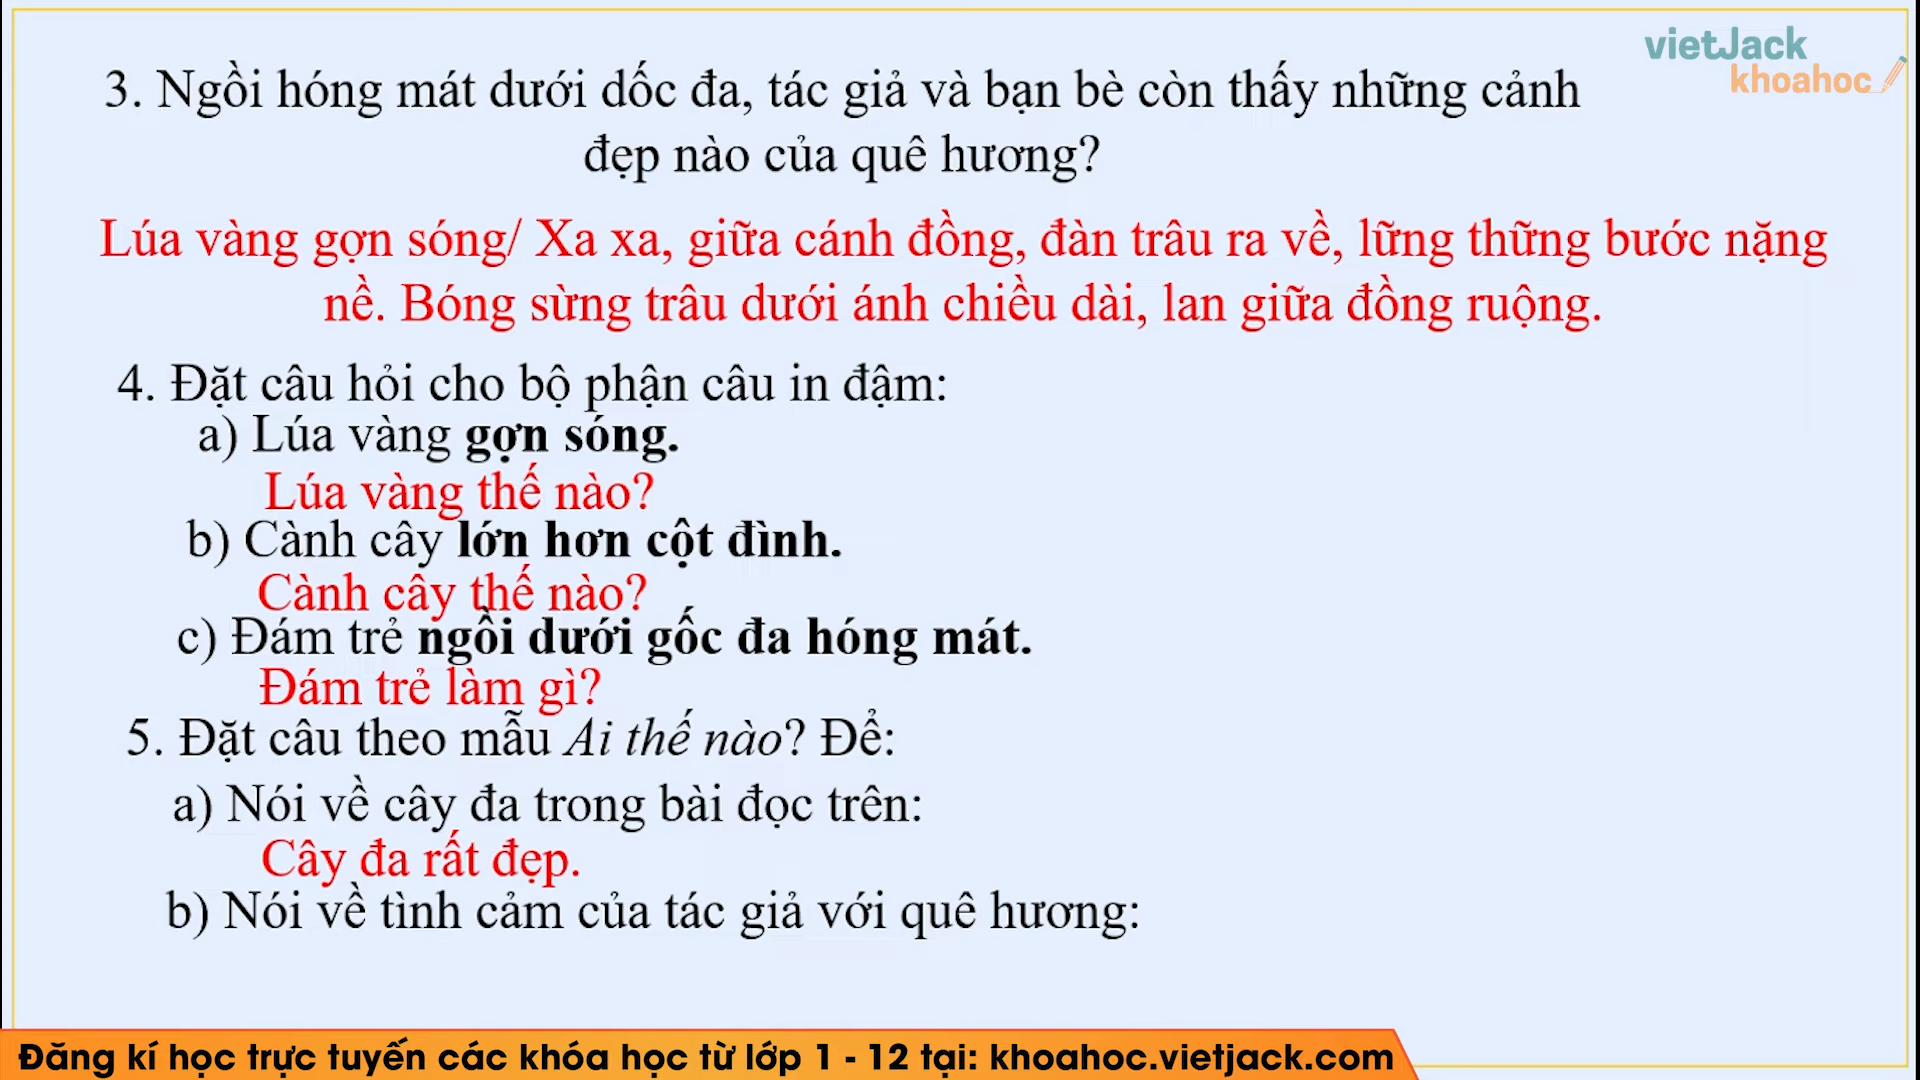 vietJack
khoahoc
3. Ngồi hóng mát dưới dốc đa, tác giả và bạn bè còn thấy những cảnh
đẹp nào của quê hương?
Lúa vàng gợn sóng/ Xa xa, giữa cánh đồng, đàn trâu ra về, lững thững bước nặng
nề. Bóng sừng trâu dưới ánh chiều dài, lan giữa đồng ruộng.
4. Đặt câu hỏi cho bộ phận câu in đậm:
a) Lúa vàng gợn sóng.
Lúa vàng thế nào?
b) Cành cây lớn hơn cột đình.
Cành cây thế nào?
c) Đám trẻ ngồi dưới gốc đa hóng mát.
Đám trẻ làm gì?
5. Đặt câu theo mẫu Ai thế nào? Để:
a) Nói về cây đa trong bài đọc trên:
Cây đa rất đẹp.
b) Nói về tình cảm của tác giả với quê hương:
Đăng kí học trực tuyến các khóa học từ lớp 1 - 12 tại: khoahoc.vietjack.com